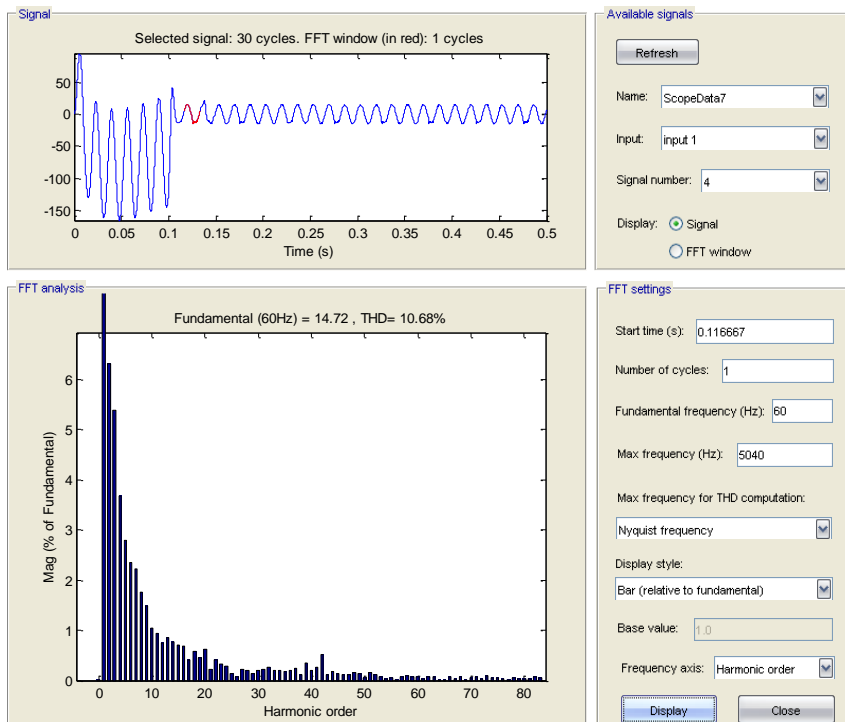 Signal
Selected signal: 30 cycles. FFT window (in red): 1 cycles
50
0
-50
-100
-150
0 0.05 0.1 0.15 0.2 0.25 0.3 0.35 0.4 0.45 0.5
Time (s)
Available signals
Refresh
Name: ScopeData7
Input: input 1
Signal number: 4
Display: Signal
FFT window
FFT analysis
Fundamental (60Hz) = 14.72 , THD= 10.68%
6
5
4
3
2
1
0
Mag (% of Fundamental)
0 10 20 30 40 50 60 70 80
Harmonic order
FFT settings
Start time (s): 0.116667
Number of cycles: 1
Fundamental frequency (Hz): 60
Max frequency (Hz): 5040
Max frequency for THD computation:
Nyquist frequency
Display style:
Bar (relative to fundamental)
Base value: 1.0
Frequency axis: Harmonic order
Display Close